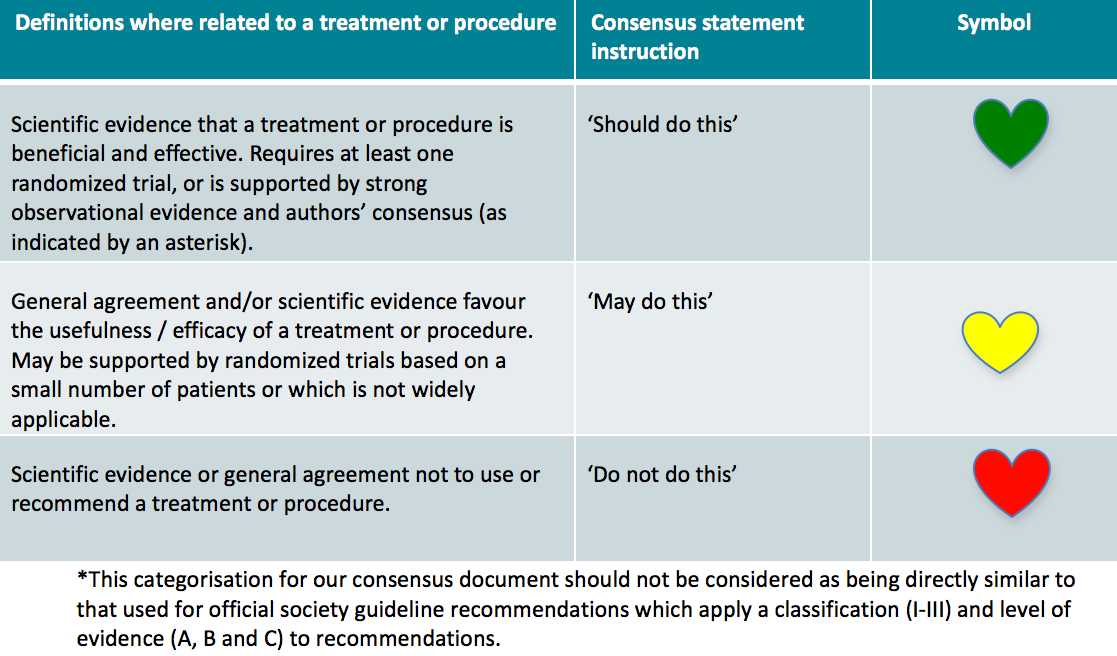 Definitions where related to a treatment or procedure
Consensus statement
instruction
Symbol
Scientific evidence that a treatment or procedure is
beneficial and effective. Requires at least one
randomized trial, or is supported by strong
observational evidence and authors’ consensus (as
indicated by an asterisk).
‘Should do this’
General agreement and/or scientific evidence favour
the usefulness / efficacy of a treatment or procedure.
May be supported by randomized trials based on a
small number of patients or which is not widely
applicable.
‘May do this’
Scientific evidence or general agreement not to use or
recommend a treatment or procedure.
‘Do not do this’
*This categorisation for our consensus document should not be considered as being directly similar to
that used for official society guideline recommendations which apply a classification (I-III) and level of
evidence (A, B and C) to recommendations.